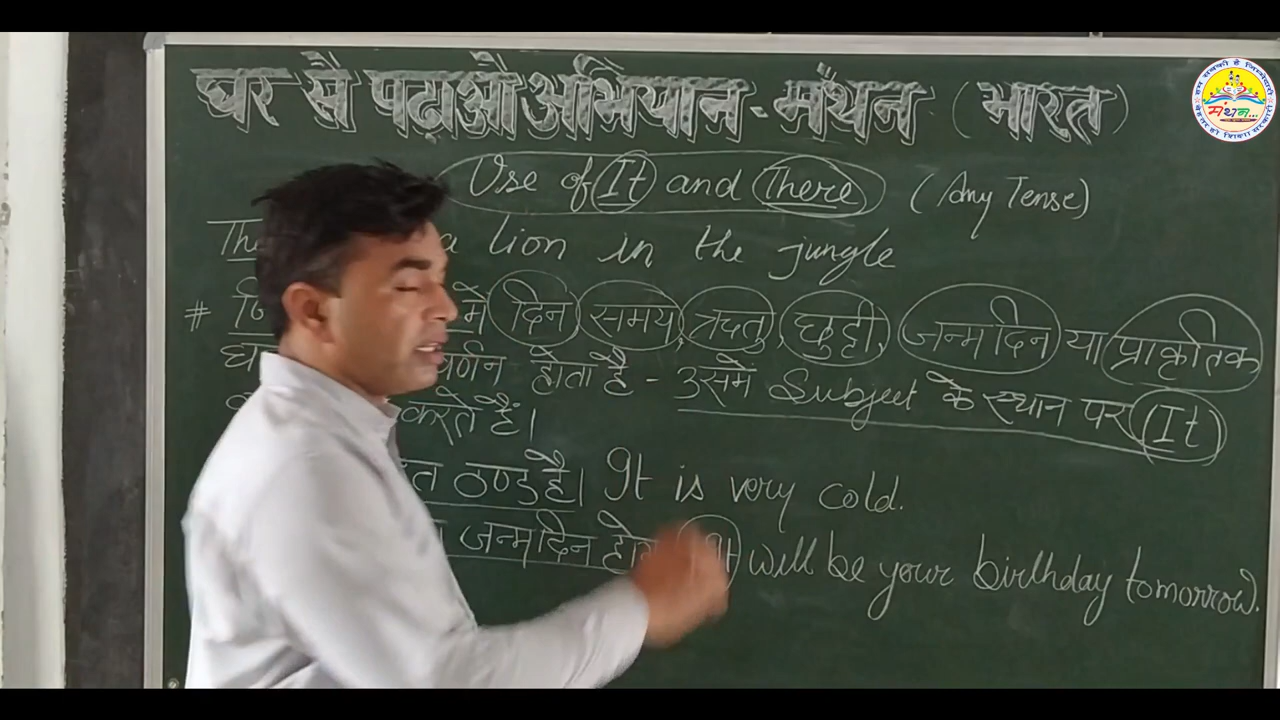 घर सै पढाऔ अभियान - मंथन (भारत)
मंथन...
Use of It and There (Any Tense)
a lion in the jungle
# में दिन, समय, ऋतु, छुट्टी, जन्मदिन या प्राकृतिक
वर्णन होता है - उसमें Subject के स्थान पर It
करते हैं।
ठण्ड है। It is very cold.
जन्मदिन It will be your birthday tomorrow.